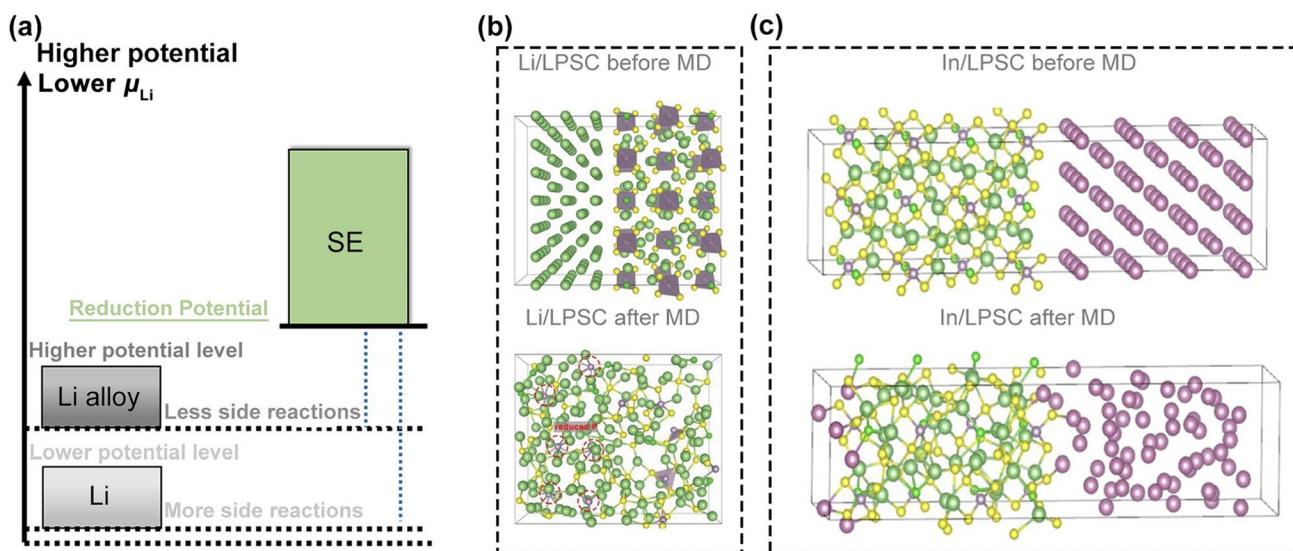 (a)
Higher potential
Lower μLi
SE
Reduction Potential
Higher potential level
Li alloy
Less side reactions
Lower potential level
Li
More side reactions
(b)
Li/LPSC before MD
Li/LPSC after MD
reduced P
(c)
In/LPSC before MD
In/LPSC after MD